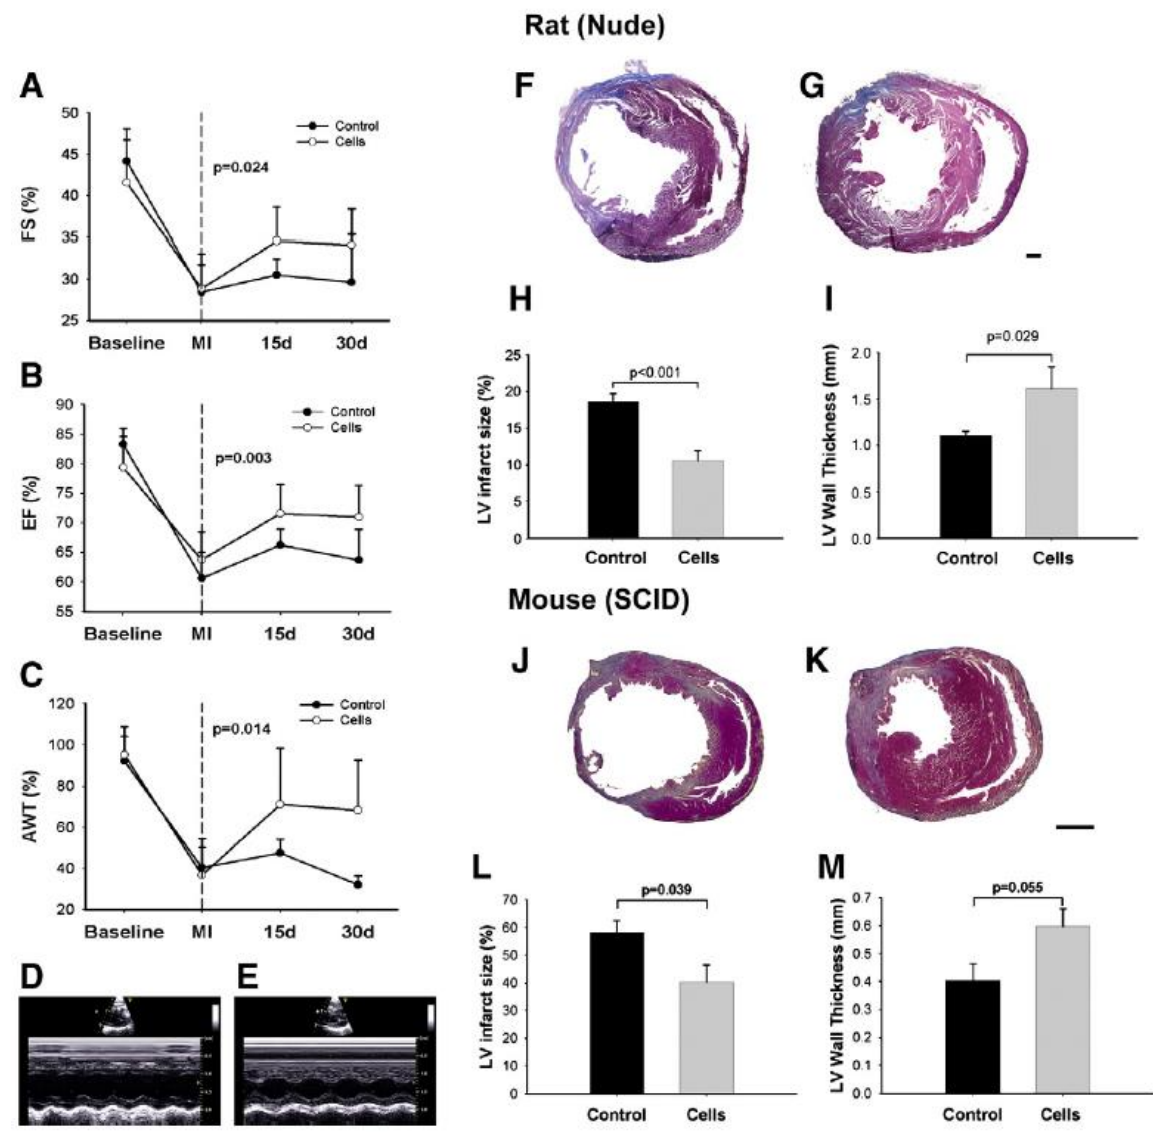 Rat (Nude)
A
50
45
40
35
30
25
FS (%)
Control
Cells
p=0.024
Baseline MI 15d 30d
B
90
85
80
75
70
65
60
55
EF (%)
Control
Cells
p=0.003
Baseline MI 15d 30d
C
120
100
80
60
40
20
AWT (%)
Control
Cells
p=0.014
Baseline MI 15d 30d
D
E
F
G
H
25
20
15
10
5
0
LV infarct size (%)
p<0.001
Control Cells
I
2.0
1.5
1.0
0.5
0.0
LV Wall Thickness (mm)
p=0.029
Control Cells
Mouse (SCID)
J
K
L
70
60
50
40
30
20
10
0
LV infarct size (%)
p=0.039
Control Cells
M
0.7
0.6
0.5
0.4
0.3
0.2
0.1
0.0
LV Wall Thickness (mm)
p=0.055
Control Cells